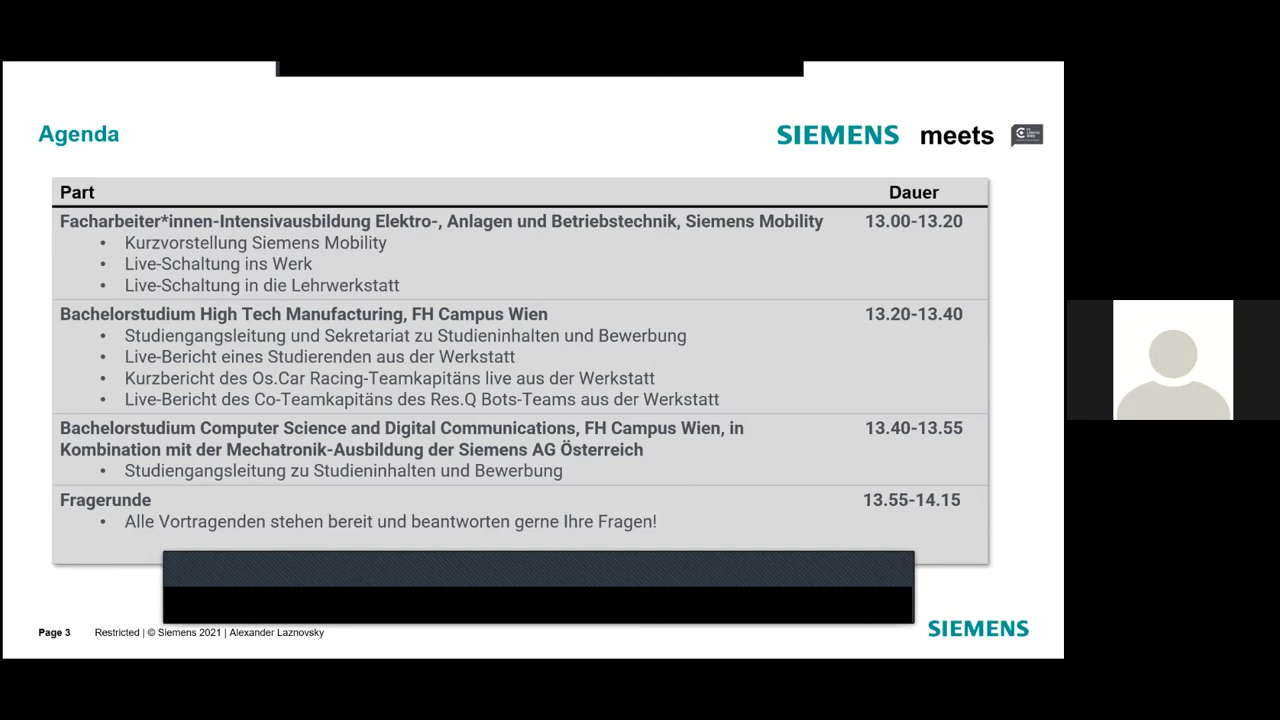 Agenda
SIEMENS meets
Part Dauer
Facharbeiter*innen-Intensivausbildung Elektro-, Anlagen und Betriebstechnik, Siemens Mobility 13.00-13.20
• Kurzvorstellung Siemens Mobility
• Live-Schaltung ins Werk
• Live-Schaltung in die Lehrwerkstatt
Bachelorstudium High Tech Manufacturing, FH Campus Wien 13.20-13.40
• Studiengangsleitung und Sekretariat zu Studieninhalten und Bewerbung
• Live-Bericht eines Studierenden aus der Werkstatt
• Kurzbericht des Os.Car Racing-Teamkapitäns live aus der Werkstatt
• Live-Bericht des Co-Teamkapitäns des Res.Q Bots-Teams aus der Werkstatt
Bachelorstudium Computer Science and Digital Communications, FH Campus Wien, in 13.40-13.55
Kombination mit der Mechatronik-Ausbildung der Siemens AG Österreich
• Studiengangsleitung zu Studieninhalten und Bewerbung
Fragerunde 13.55-14.15
• Alle Vortragenden stehen bereit und beantworten gerne Ihre Fragen!
Page 3 Restricted | © Siemens 2021 | Alexander Laznovsky
SIEMENS